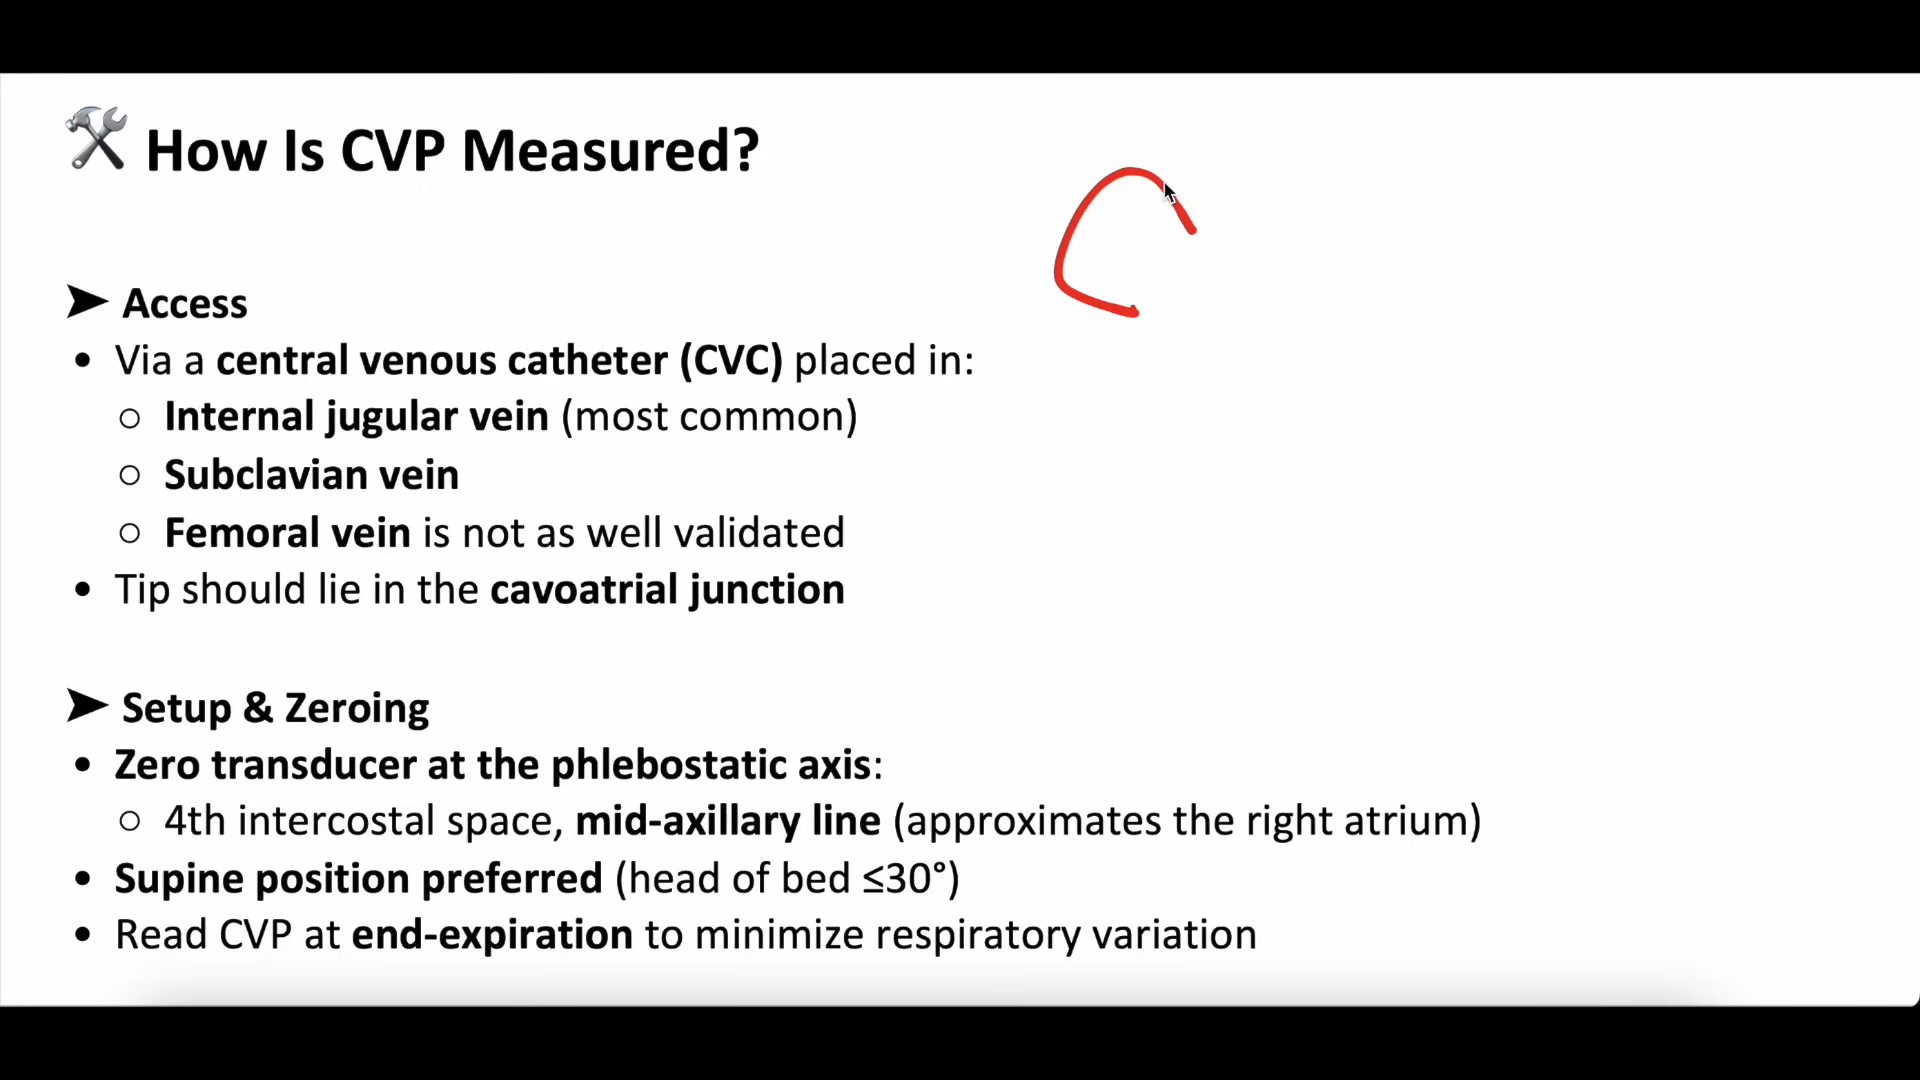 How Is CVP Measured?
➤ Access
• Via a central venous catheter (CVC) placed in:
○ Internal jugular vein (most common)
○ Subclavian vein
○ Femoral vein is not as well validated
• Tip should lie in the cavoatrial junction
➤ Setup & Zeroing
• Zero transducer at the phlebostatic axis:
○ 4th intercostal space, mid-axillary line (approximates the right atrium)
• Supine position preferred (head of bed ≤30°)
• Read CVP at end-expiration to minimize respiratory variation